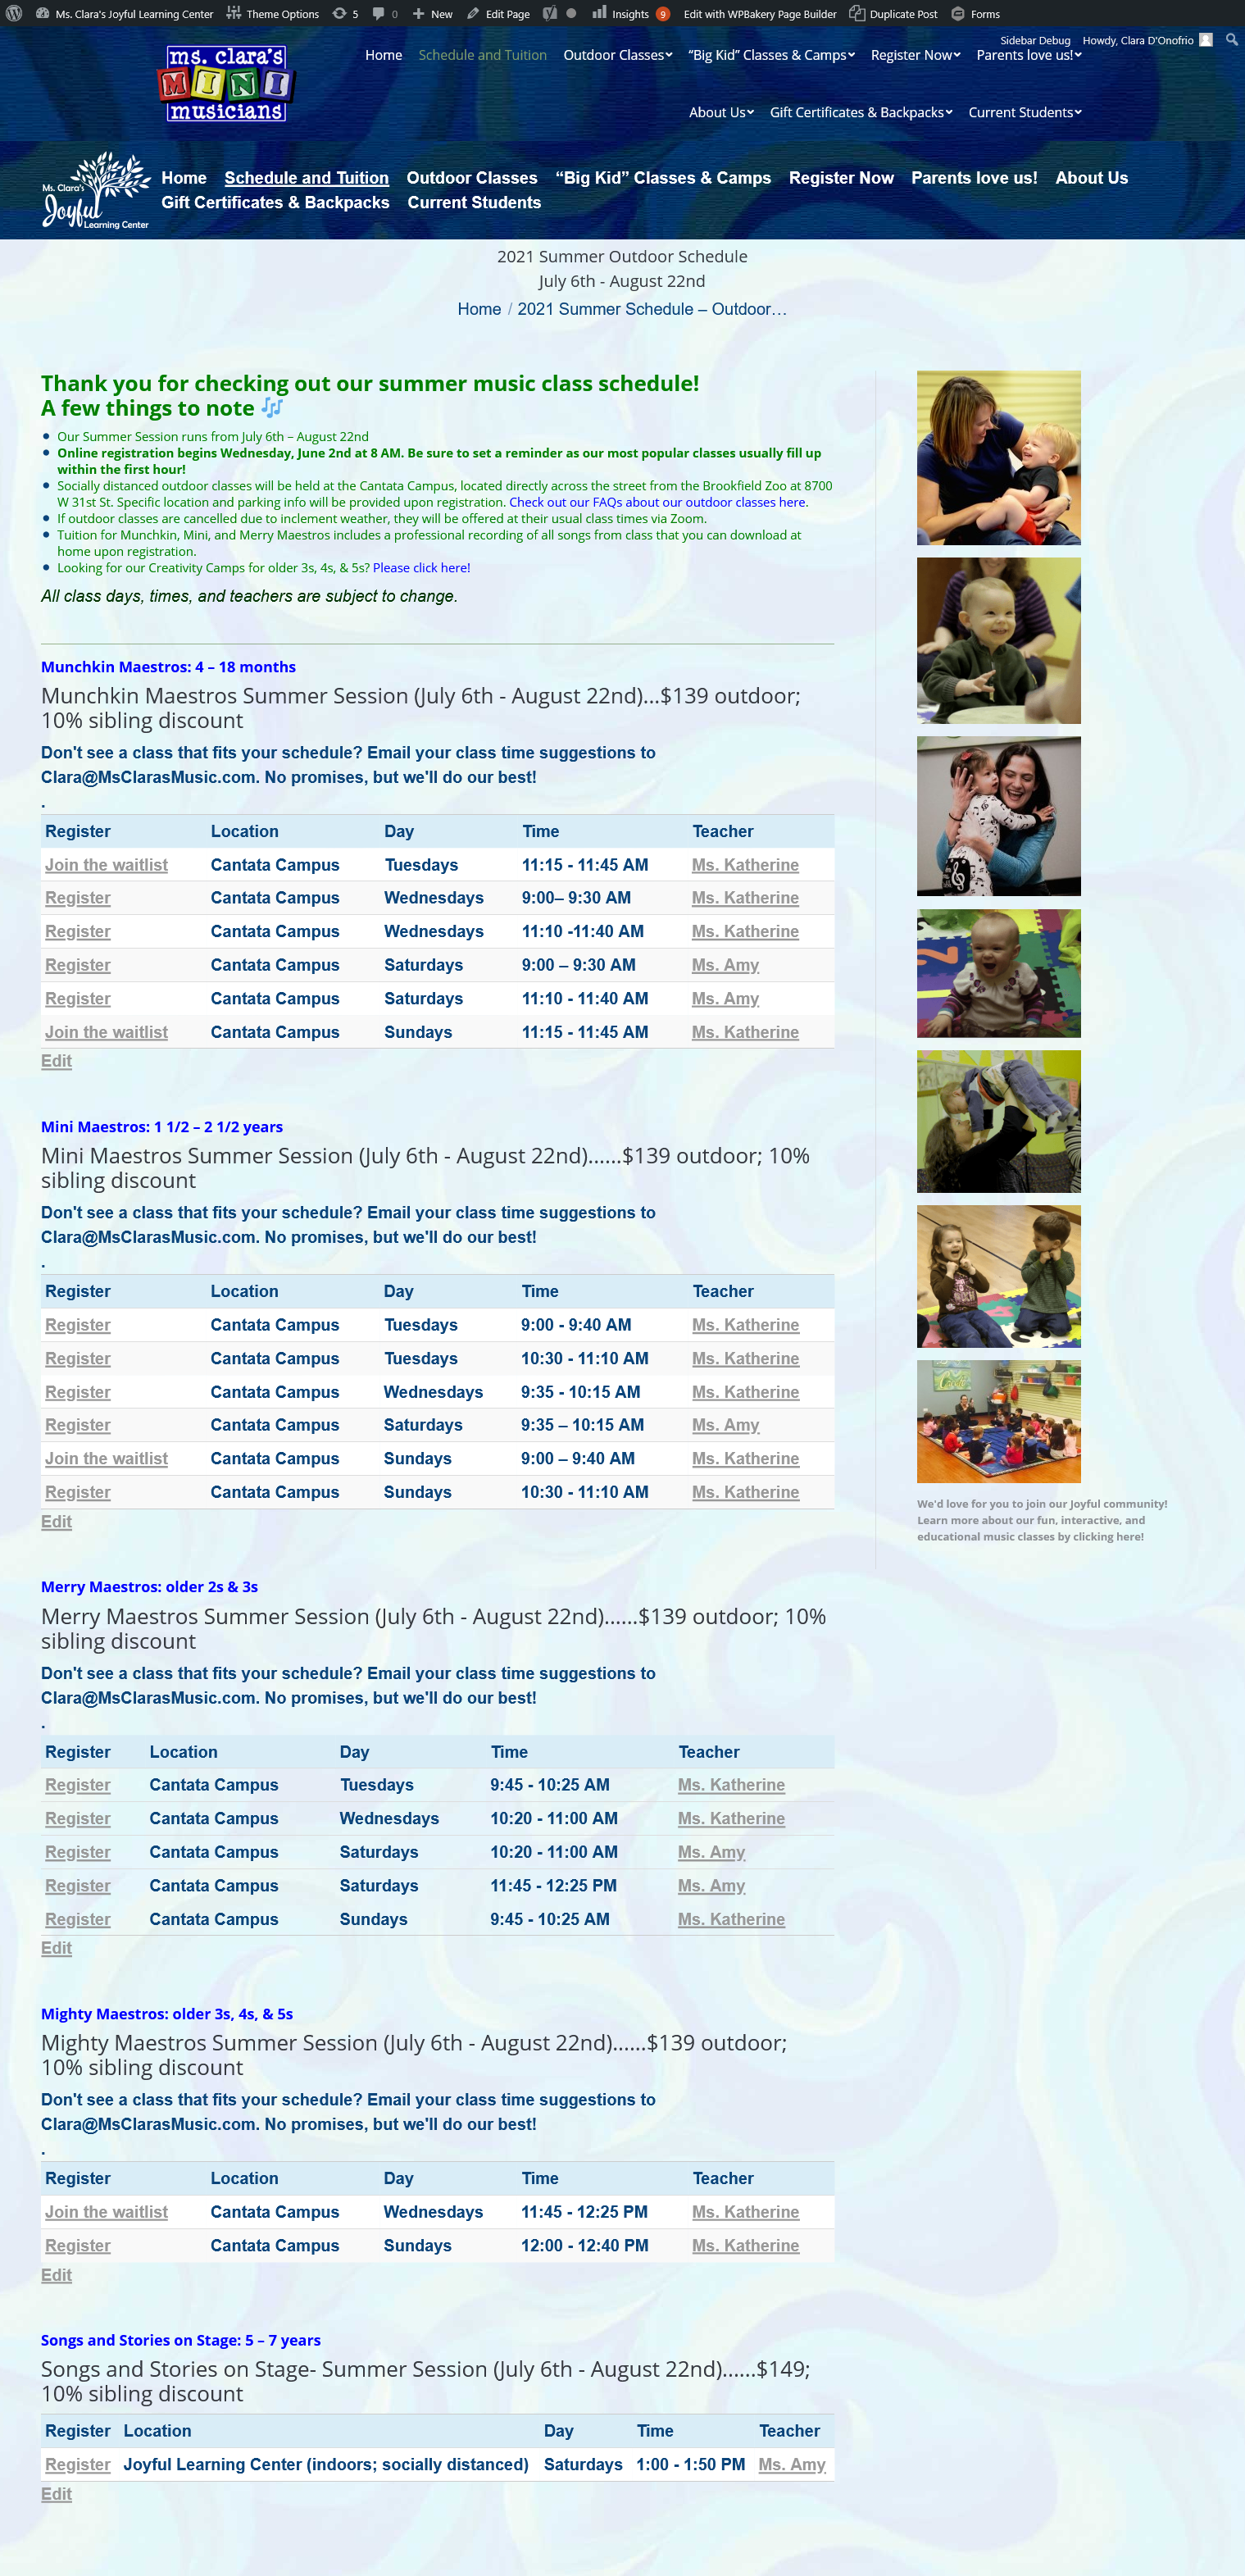 Ms. Clara's Joyful Learning Center Theme Options 5 0 New Edit Page Insights 9 Edit with WPBakery Page Builder Duplicate Post Forms
Sidebar Debug Howdy, Clara D'Onofrio
ms. clara's
MINI
musicians
Home Schedule and Tuition Outdoor Classes “Big Kid” Classes & Camps Register Now Parents love us!
About Us Gift Certificates & Backpacks Current Students
Ms. Clara's
Joyful
Learning Center
Home Schedule and Tuition Outdoor Classes “Big Kid” Classes & Camps Register Now Parents love us! About Us
Gift Certificates & Backpacks Current Students
2021 Summer Outdoor Schedule
July 6th - August 22nd
Home / 2021 Summer Schedule – Outdoor…
Thank you for checking out our summer music class schedule!
A few things to note 🎶
Our Summer Session runs from July 6th – August 22nd
Online registration begins Wednesday, June 2nd at 8 AM. Be sure to set a reminder as our most popular classes usually fill up
within the first hour!
Socially distanced outdoor classes will be held at the Cantata Campus, located directly across the street from the Brookfield Zoo at 8700
W 31st St. Specific location and parking info will be provided upon registration. Check out our FAQs about our outdoor classes here.
If outdoor classes are cancelled due to inclement weather, they will be offered at their usual class times via Zoom.
Tuition for Munchkin, Mini, and Merry Maestros includes a professional recording of all songs from class that you can download at
home upon registration.
Looking for our Creativity Camps for older 3s, 4s, & 5s? Please click here!
All class days, times, and teachers are subject to change.
Munchkin Maestros: 4 – 18 months
Munchkin Maestros Summer Session (July 6th - August 22nd)...$139 outdoor;
10% sibling discount
Don't see a class that fits your schedule? Email your class time suggestions to
Clara@MsClarasMusic.com. No promises, but we'll do our best!
.
Register Location Day Time Teacher
Join the waitlist Cantata Campus Tuesdays 11:15 - 11:45 AM Ms. Katherine
Register Cantata Campus Wednesdays 9:00– 9:30 AM Ms. Katherine
Register Cantata Campus Wednesdays 11:10 -11:40 AM Ms. Katherine
Register Cantata Campus Saturdays 9:00 – 9:30 AM Ms. Amy
Register Cantata Campus Saturdays 11:10 - 11:40 AM Ms. Amy
Join the waitlist Cantata Campus Sundays 11:15 - 11:45 AM Ms. Katherine
Edit
Mini Maestros: 1 1/2 – 2 1/2 years
Mini Maestros Summer Session (July 6th - August 22nd)......$139 outdoor; 10%
sibling discount
Don't see a class that fits your schedule? Email your class time suggestions to
Clara@MsClarasMusic.com. No promises, but we'll do our best!
.
Register Location Day Time Teacher
Register Cantata Campus Tuesdays 9:00 - 9:40 AM Ms. Katherine
Register Cantata Campus Tuesdays 10:30 - 11:10 AM Ms. Katherine
Register Cantata Campus Wednesdays 9:35 - 10:15 AM Ms. Katherine
Register Cantata Campus Saturdays 9:35 – 10:15 AM Ms. Amy
Join the waitlist Cantata Campus Sundays 9:00 – 9:40 AM Ms. Katherine
Register Cantata Campus Sundays 10:30 - 11:10 AM Ms. Katherine
Edit
Merry Maestros: older 2s & 3s
Merry Maestros Summer Session (July 6th - August 22nd)......$139 outdoor; 10%
sibling discount
Don't see a class that fits your schedule? Email your class time suggestions to
Clara@MsClarasMusic.com. No promises, but we'll do our best!
.
Register Location Day Time Teacher
Register Cantata Campus Tuesdays 9:45 - 10:25 AM Ms. Katherine
Register Cantata Campus Wednesdays 10:20 - 11:00 AM Ms. Katherine
Register Cantata Campus Saturdays 10:20 - 11:00 AM Ms. Amy
Register Cantata Campus Saturdays 11:45 - 12:25 PM Ms. Amy
Register Cantata Campus Sundays 9:45 - 10:25 AM Ms. Katherine
Edit
Mighty Maestros: older 3s, 4s, & 5s
Mighty Maestros Summer Session (July 6th - August 22nd)......$139 outdoor;
10% sibling discount
Don't see a class that fits your schedule? Email your class time suggestions to
Clara@MsClarasMusic.com. No promises, but we'll do our best!
.
Register Location Day Time Teacher
Join the waitlist Cantata Campus Wednesdays 11:45 - 12:25 PM Ms. Katherine
Register Cantata Campus Sundays 12:00 - 12:40 PM Ms. Katherine
Edit
Songs and Stories on Stage: 5 – 7 years
Songs and Stories on Stage- Summer Session (July 6th - August 22nd)......$149;
10% sibling discount
Register Location Day Time Teacher
Register Joyful Learning Center (indoors; socially distanced) Saturdays 1:00 - 1:50 PM Ms. Amy
Edit
We'd love for you to join our Joyful community!
Learn more about our fun, interactive, and
educational music classes by clicking here!